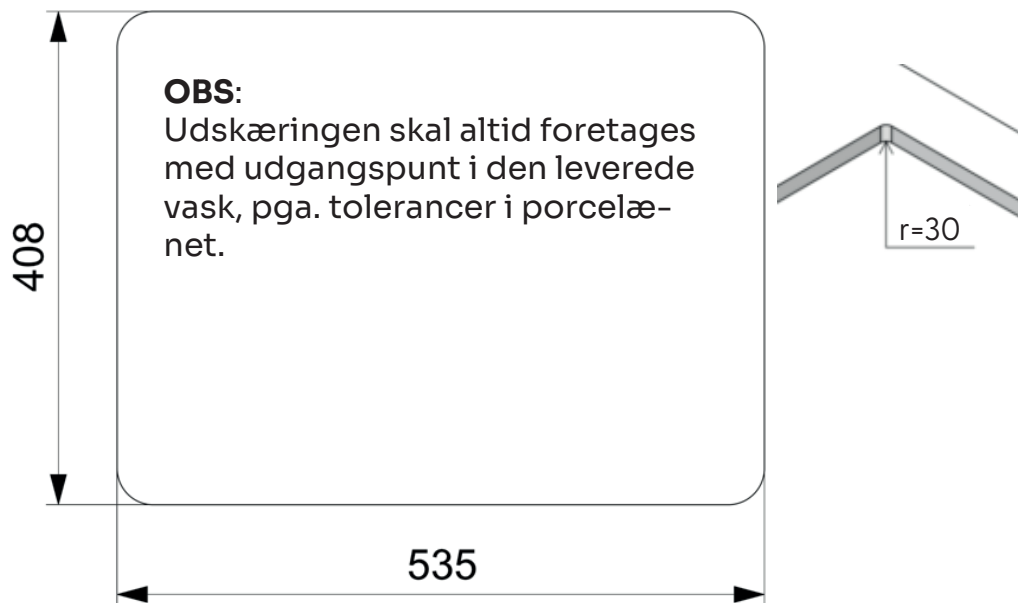 OBS:
Udskæringen skal altid foretages
med udgangspunt i den leverede
vask, pga. tolerancer i porcelæ-
net.
408
r=30
535